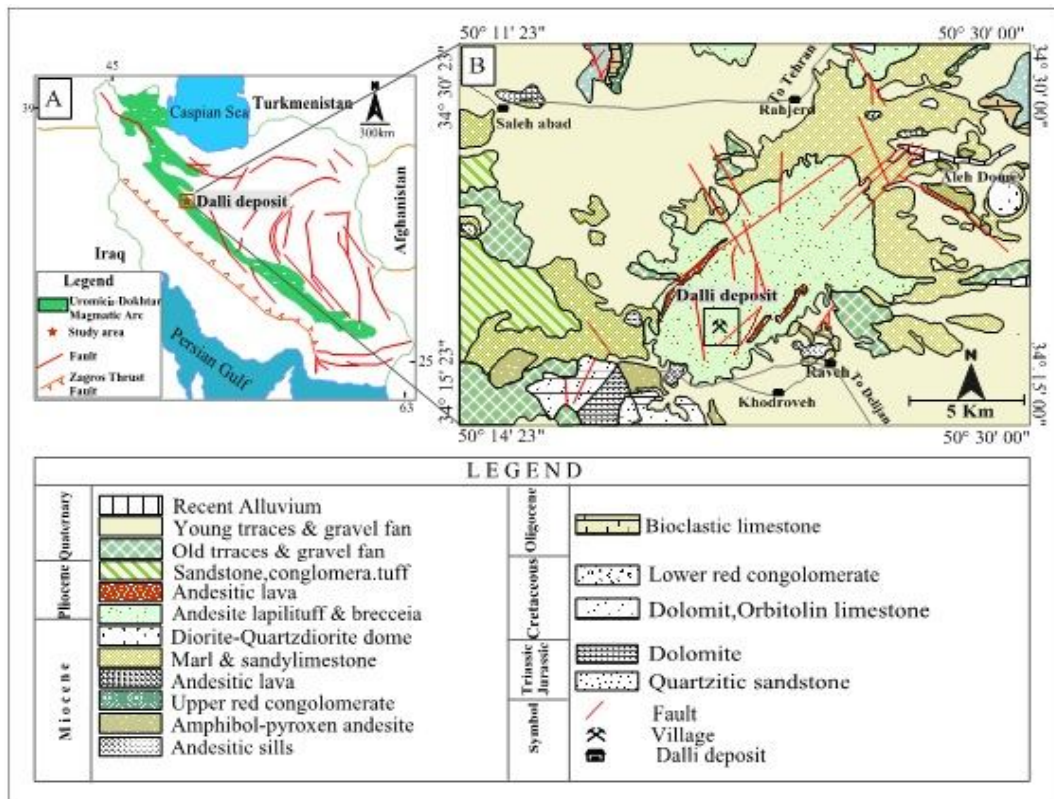 A
45
39
Caspian Sea
Turkmenistan
N
300km
Dalli deposit
Afghanistan
Iraq
Persian Gulf
25
63
Legend
Uromieia-Dokhtar
Magmatic Arc
Study area
Fault
Zagros Thrust
Fault
B
50° 11' 23"
50° 30' 00"
34° 30' 23"
34° 30' 00"
To Tehran
Rahjerd
Saleh abad
Aleh Dome
Dalli deposit
Raveh
To Delijan
Khodroveh
N
5 Km
34° 15' 23"
34° 15' 00"
50° 14' 23"
50° 30' 00"
LEGEND
Quaternary
Recent Alluvium
Young trraces & gravel fan
Old trraces & gravel fan
Pliocene
Sandstone,conglomera.tuff
Andesitic lava
Andesite lapilituff & brecceia
Miocene
Diorite-Quartzdiorite dome
Marl & sandylimestone
Andesitic lava
Upper red congolomerate
Amphibol-pyroxen andesite
Andesitic sills
Oligocene
Bioclastic limestone
Cretaceous
Lower red congolomerate
Dolomit,Orbitolin limestone
Triassic
Jurassic
Dolomite
Quartzitic sandstone
Symbol
Fault
Village
Dalli deposit